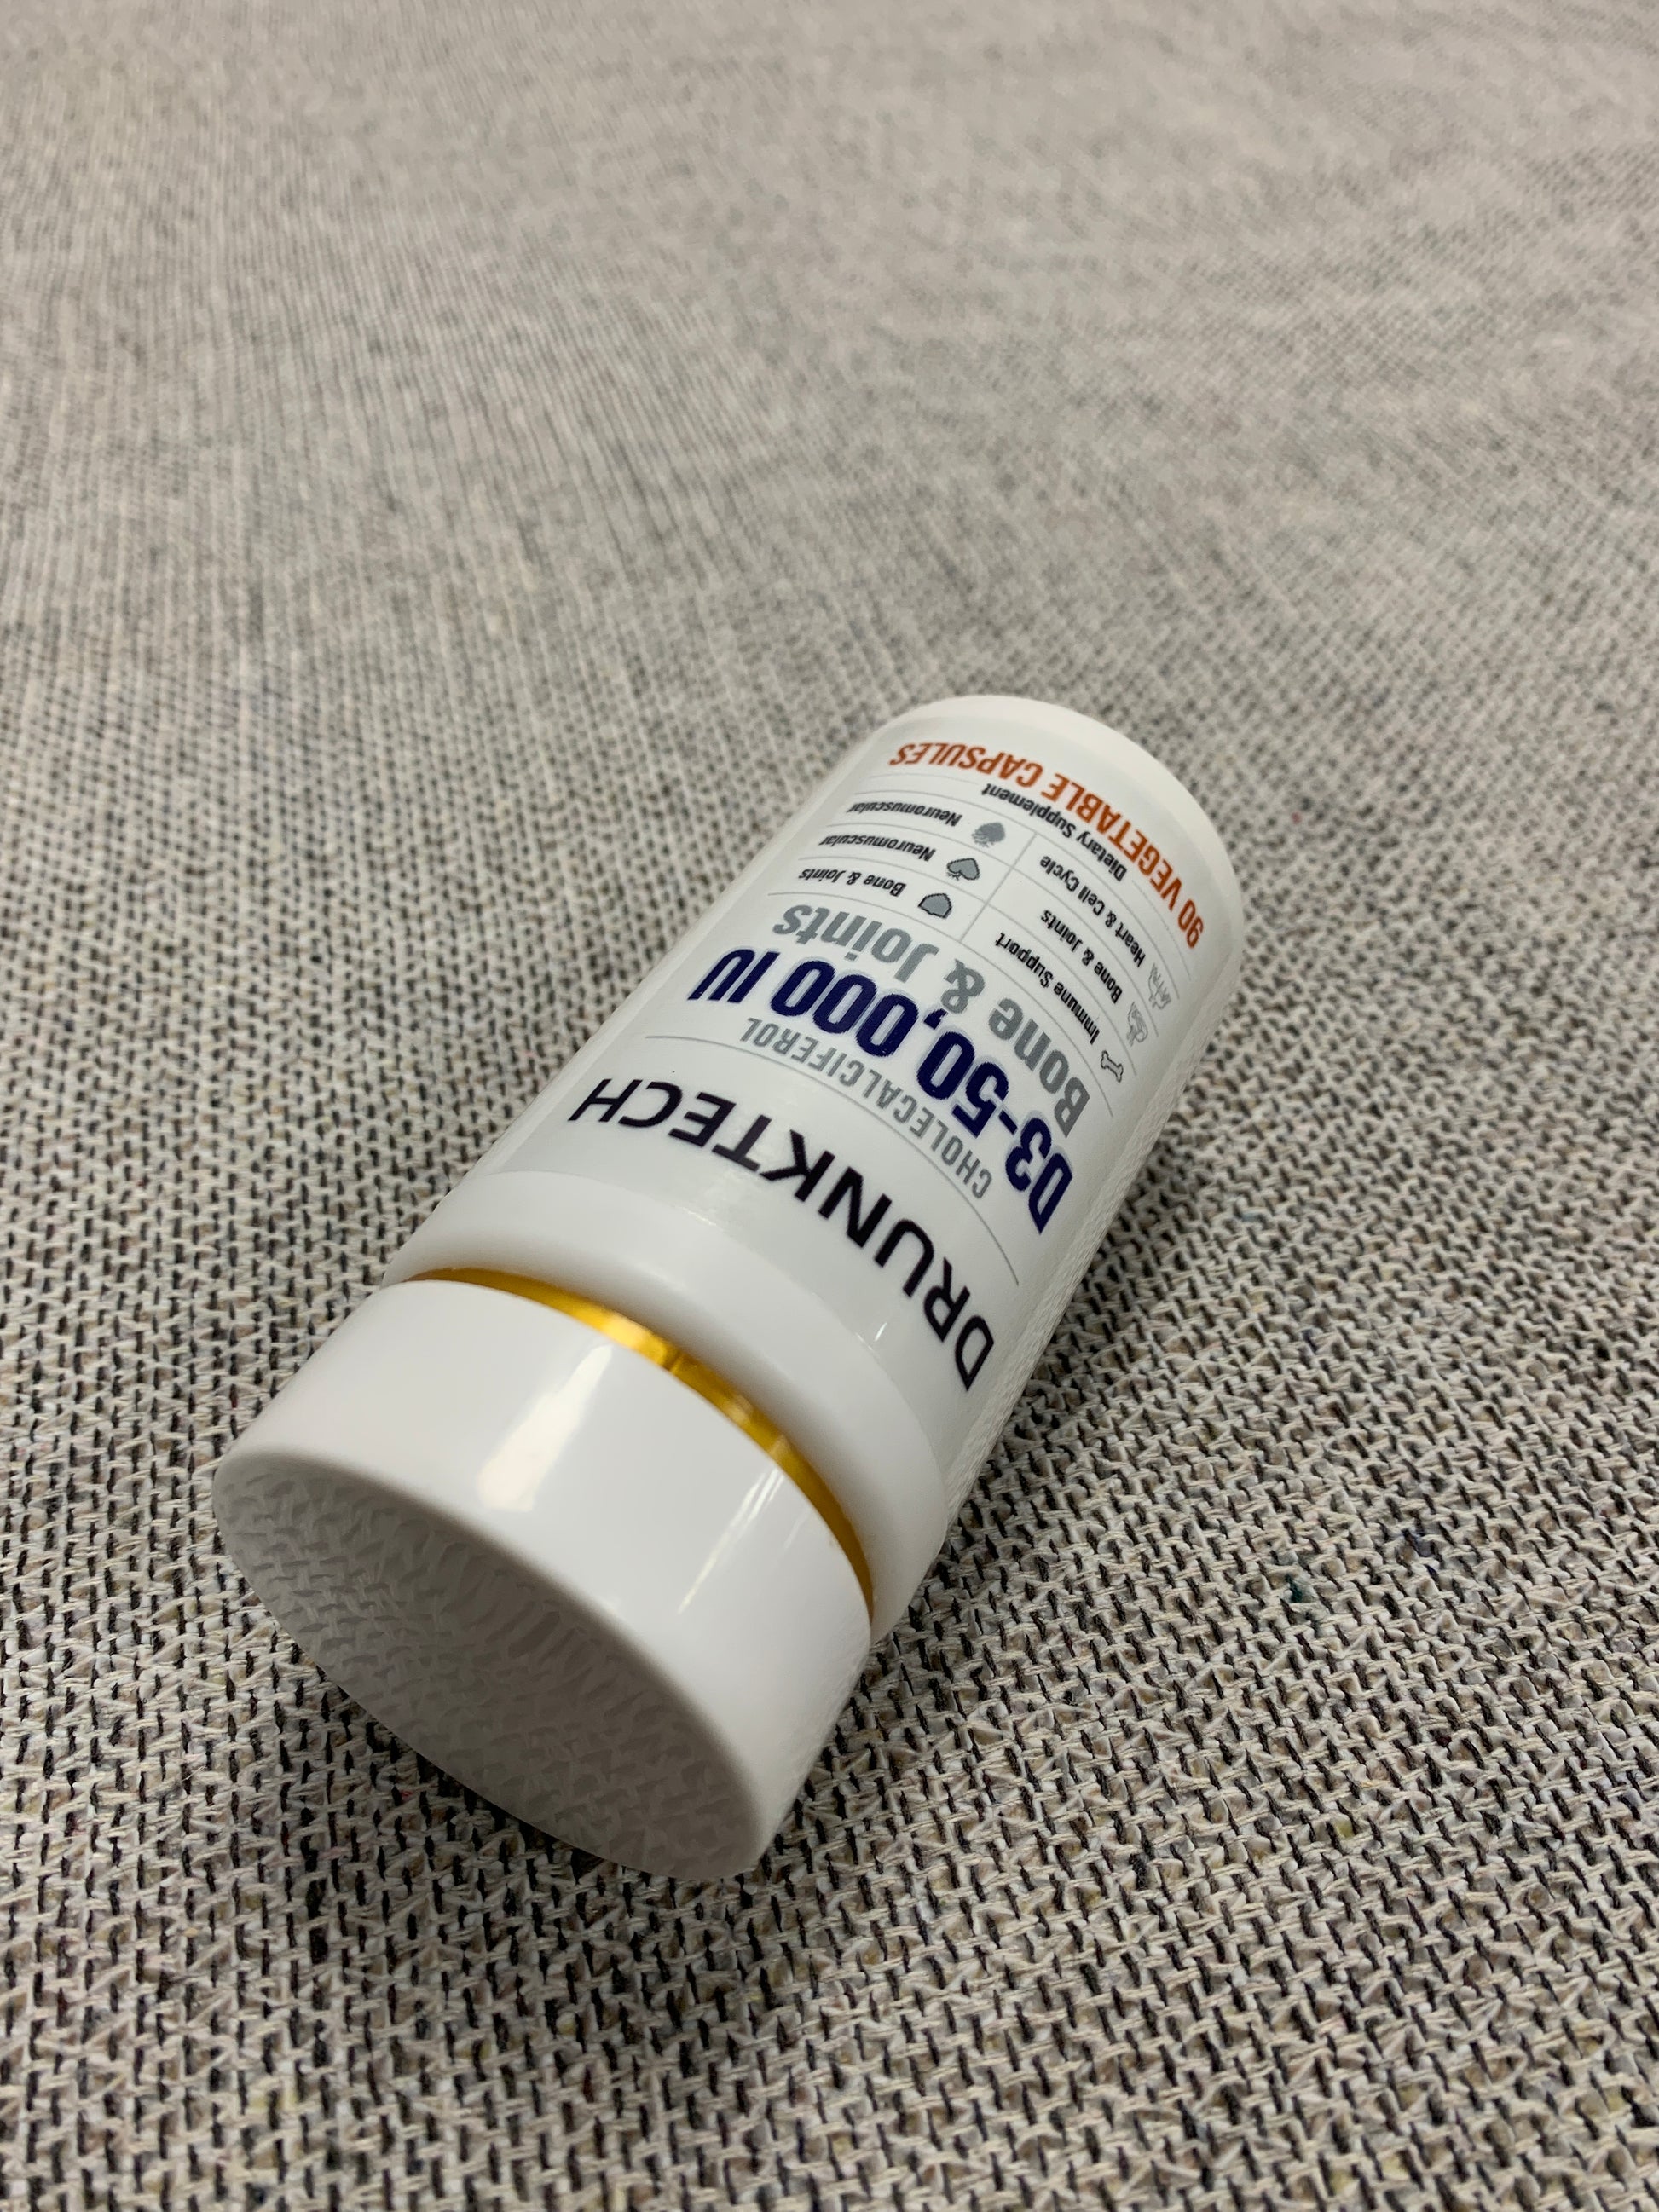 DRUNKTECH
CHOLECALCIFEROL
D3-50,000 IU
Bone & Joints
Immune Support
Bone & Joints
Heart & Cell Cycle
Bone & Joints
Neuromuscular
Neuromuscular
Dietary Supplement
90 VEGETABLE CAPSULES